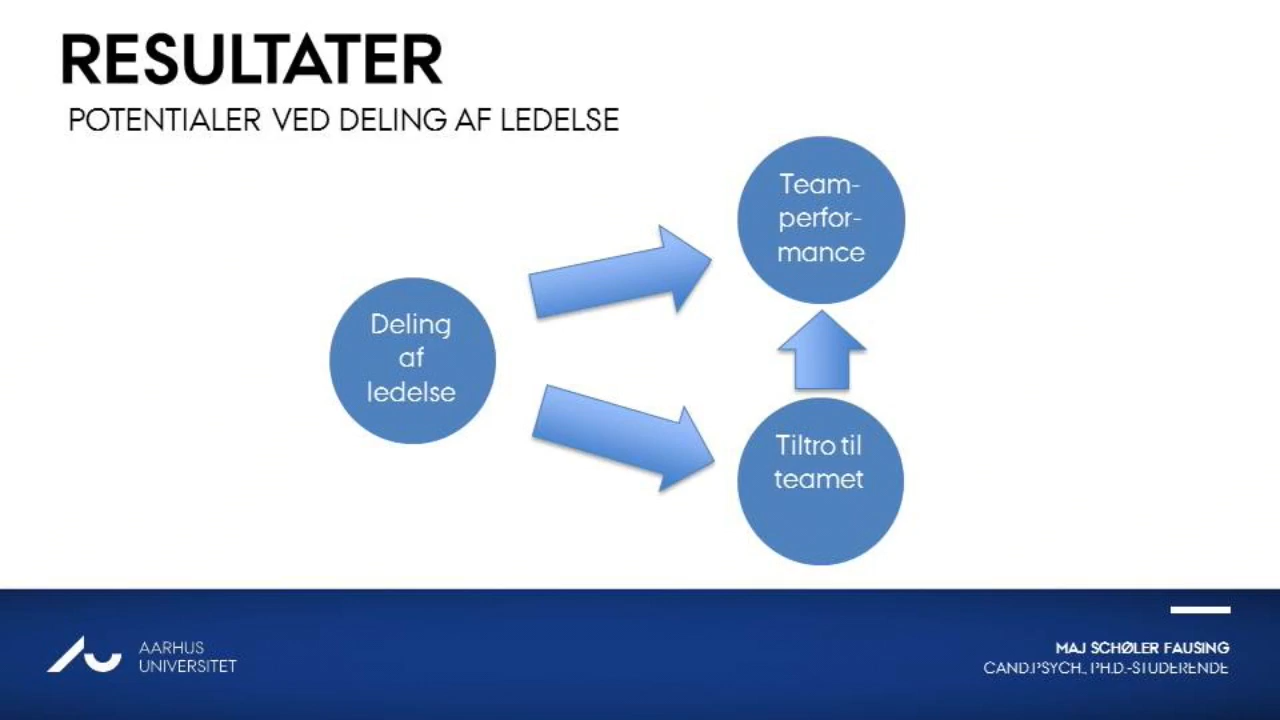 RESULTATER
POTENTIALER VED DELING AF LEDELSE
Team-
perfor-
mance
Deling
af
ledelse
Tiltro til
teamet
AARHUS
UNIVERSITET
MAJ SCHØLER FAUSING
CAND.PSYCH., PH.D.-STUDERENDE